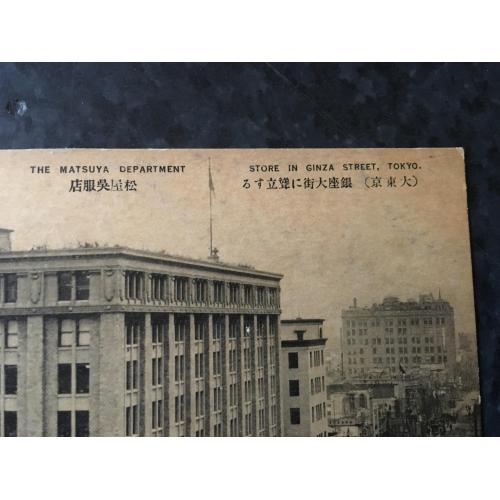 THE MATSUYA DEPARTMENT STORE IN GINZA STREET, TOKYO.
(大東京) 銀座大街に聳立する 松屋呉服店